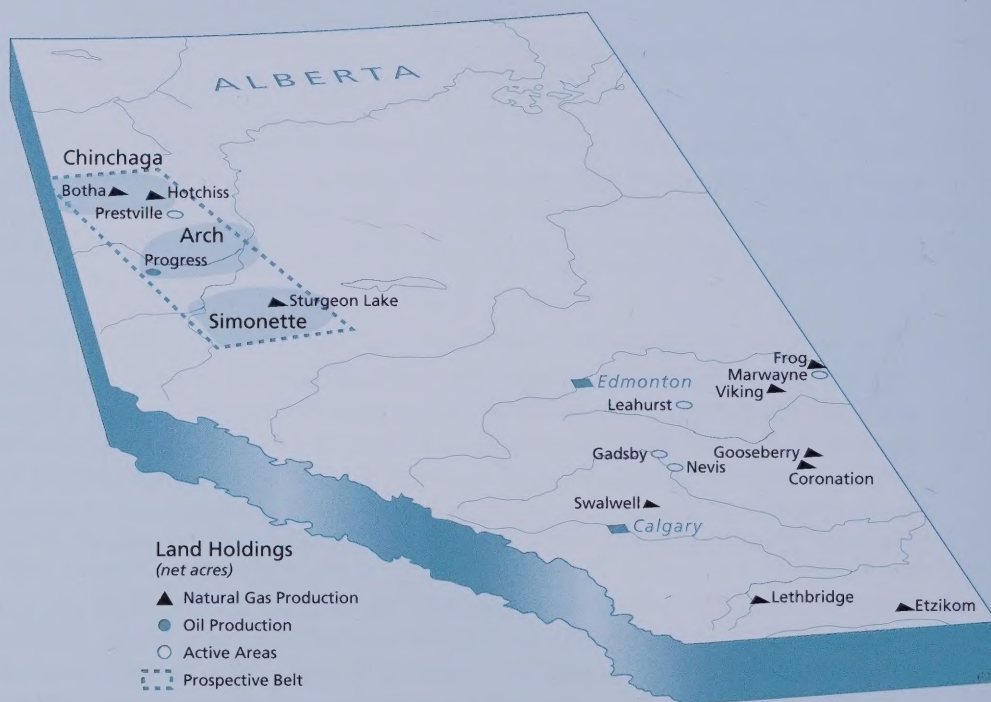 ALBERTA
Chinchaga
Botha
Hotchiss
Prestville
Arch
Progress
Sturgeon Lake
Simonette
Frog
Marwayne
Viking
Edmonton
Leahurst
Gadsby
Nevis
Gooseberry
Coronation
Swalwell
Calgary
Lethbridge
Etzikom
Land Holdings
(net acres)
Natural Gas Production
Oil Production
Active Areas
Prospective Belt